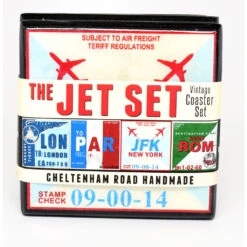 SUBJECT TO AIR FREIGHT
TERIFF REGULATIONS
THE JET SET
Vintage
Coaster
Set
LON
TO LONDON
TO
PAR
JFK
NEW YORK
ROM
CHELTENHAM ROAD HANDMADE
STAMP
CHECK
09-00-14